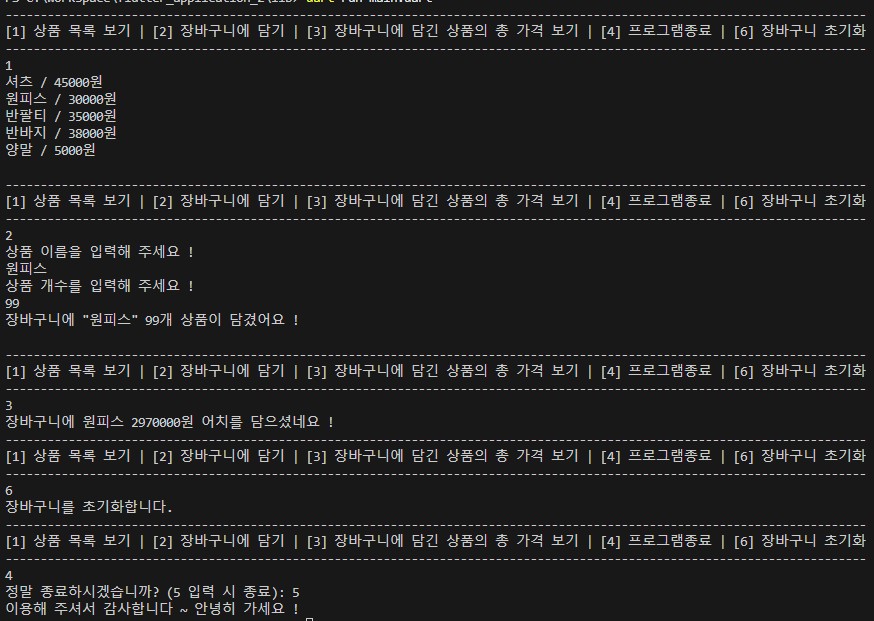 --------------------------------------------------------------------------------------------------------------------------
[1] 상품 목록 보기 | [2] 장바구니에 담기 | [3] 장바구니에 담긴 상품의 총 가격 보기 | [4] 프로그램종료 | [6] 장바구니 초기화
--------------------------------------------------------------------------------------------------------------------------
1
셔츠 / 45000원
원피스 / 30000원
반팔티 / 35000원
반바지 / 38000원
양말 / 5000원
--------------------------------------------------------------------------------------------------------------------------
[1] 상품 목록 보기 | [2] 장바구니에 담기 | [3] 장바구니에 담긴 상품의 총 가격 보기 | [4] 프로그램종료 | [6] 장바구니 초기화
--------------------------------------------------------------------------------------------------------------------------
2
상품 이름을 입력해 주세요 !
원피스
상품 개수를 입력해 주세요 !
99
장바구니에 "원피스" 99개 상품이 담겼어요 !
--------------------------------------------------------------------------------------------------------------------------
[1] 상품 목록 보기 | [2] 장바구니에 담기 | [3] 장바구니에 담긴 상품의 총 가격 보기 | [4] 프로그램종료 | [6] 장바구니 초기화
--------------------------------------------------------------------------------------------------------------------------
3
장바구니에 원피스 2970000원 어치를 담으셨네요 !
--------------------------------------------------------------------------------------------------------------------------
[1] 상품 목록 보기 | [2] 장바구니에 담기 | [3] 장바구니에 담긴 상품의 총 가격 보기 | [4] 프로그램종료 | [6] 장바구니 초기화
--------------------------------------------------------------------------------------------------------------------------
6
장바구니를 초기화합니다.
--------------------------------------------------------------------------------------------------------------------------
[1] 상품 목록 보기 | [2] 장바구니에 담기 | [3] 장바구니에 담긴 상품의 총 가격 보기 | [4] 프로그램종료 | [6] 장바구니 초기화
--------------------------------------------------------------------------------------------------------------------------
4
정말 종료하시겠습니까? (5 입력 시 종료): 5
이용해 주셔서 감사합니다 ~ 안녕히 가세요 !